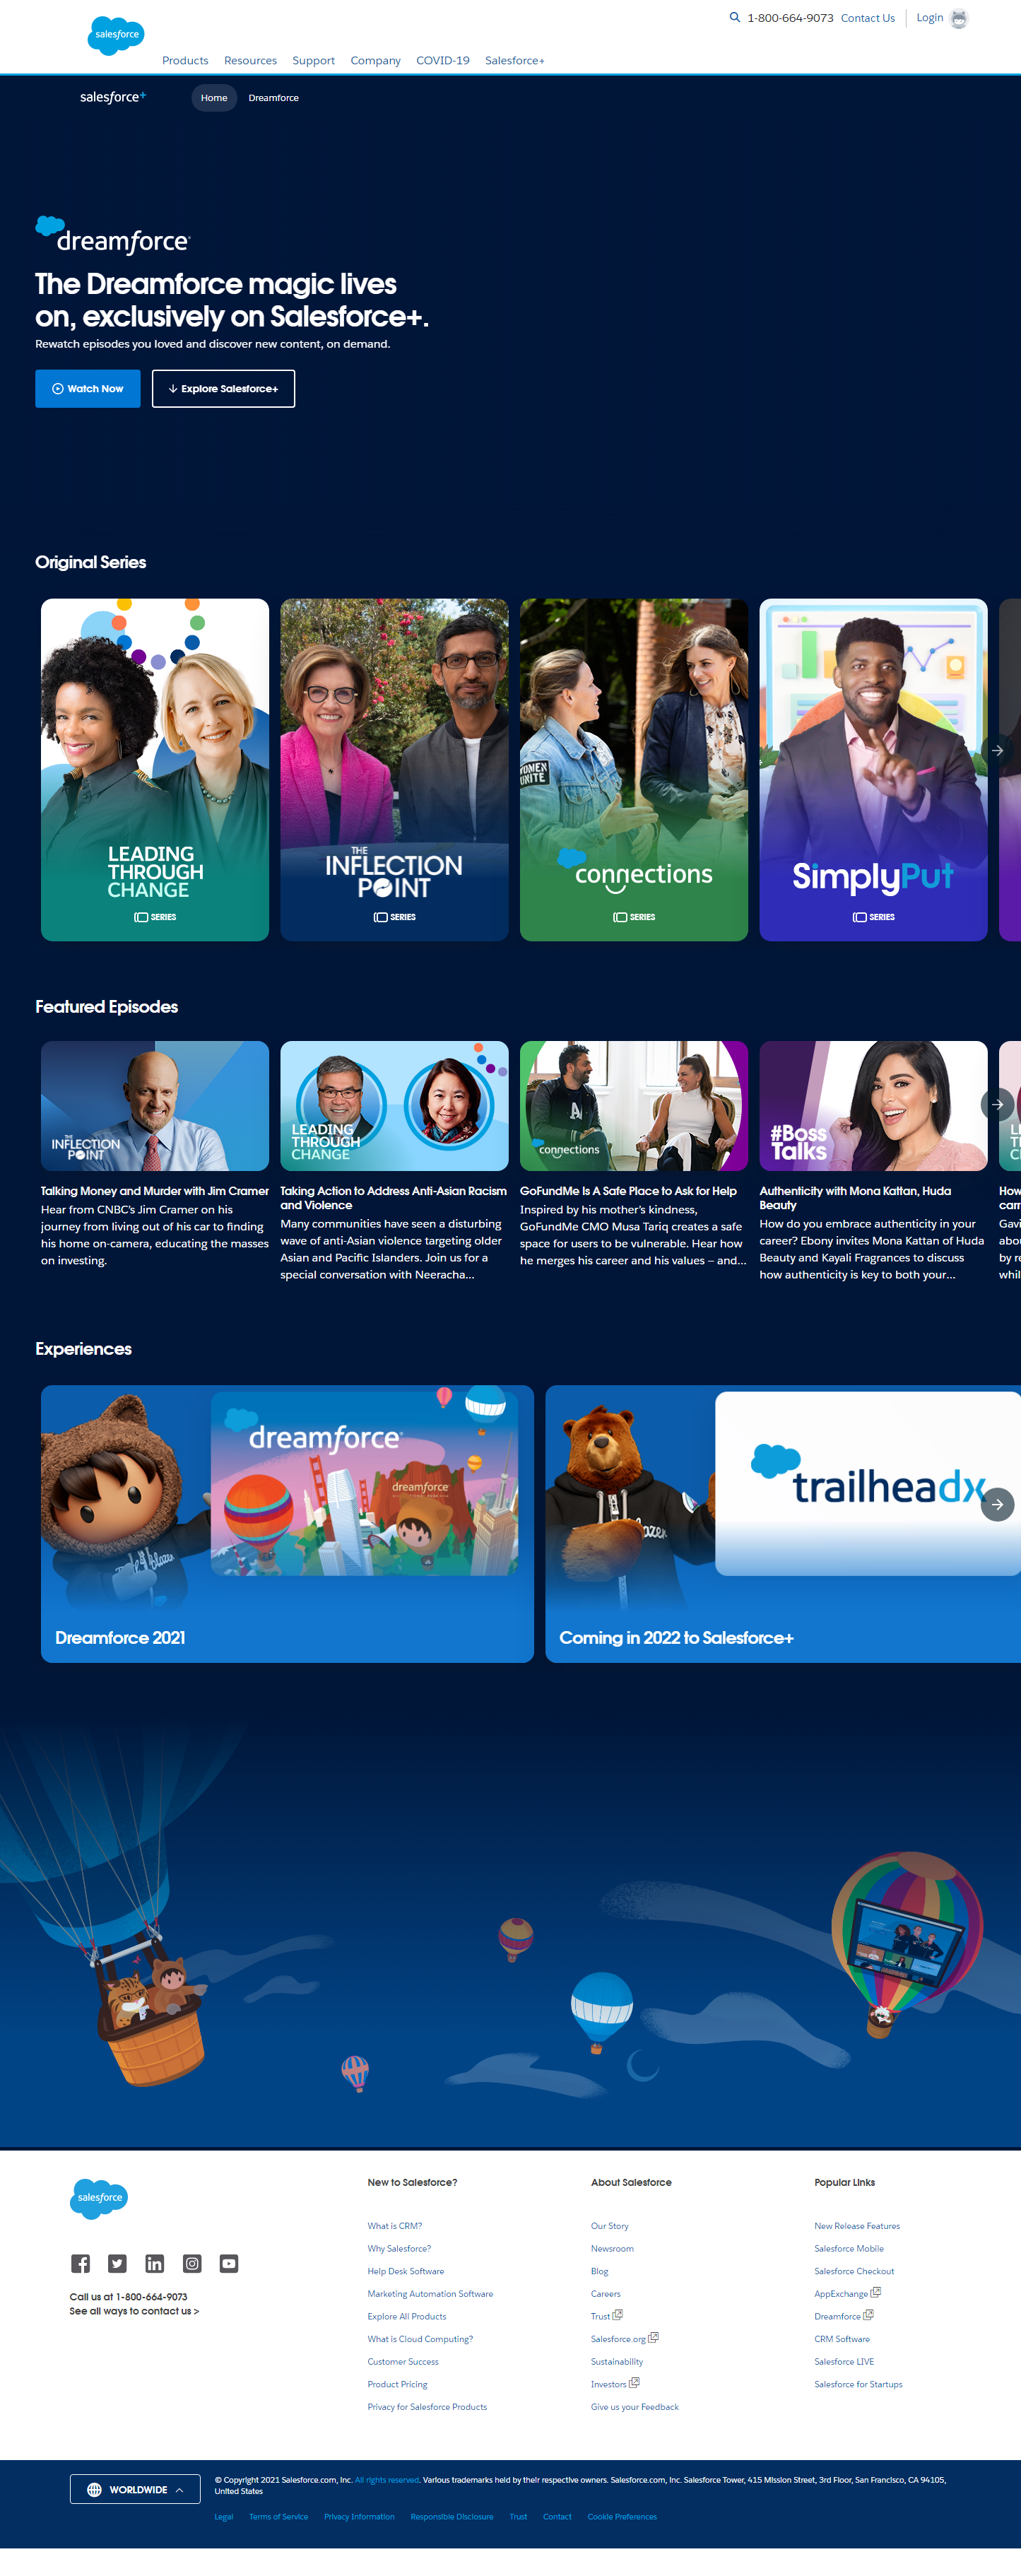 1-800-664-9073 Contact Us Login
salesforce
Products Resources Support Company COVID-19 Salesforce+
salesforce+ Home Dreamforce
dreamforce
The Dreamforce magic lives
on, exclusively on Salesforce+.
Rewatch episodes you loved and discover new content, on demand.
Watch Now Explore Salesforce+
Original Series
LEADING
THROUGH
CHANGE
SERIES
THE
INFLECTION
POINT
SERIES
WOMEN
UNITE
connections
SERIES
SimplyPut
SERIES
Featured Episodes
THE
INFLECTION
POINT
Talking Money and Murder with Jim Cramer
Hear from CNBC's Jim Cramer on his
journey from living out of his car to finding
his home on-camera, educating the masses
on investing.
LEADING
THROUGH
CHANGE
Taking Action to Address Anti-Asian Racism
and Violence
Many communities have seen a disturbing
wave of anti-Asian violence targeting older
Asian and Pacific Islanders. Join us for a
special conversation with Neeracha...
connections
GoFundMe Is A Safe Place to Ask for Help
Inspired by his mother's kindness,
GoFundMe CMO Musa Tariq creates a safe
space for users to be vulnerable. Hear how
he merges his career and his values – and...
#Boss
Talks
Authenticity with Mona Kattan, Huda
Beauty
How do you embrace authenticity in your
career? Ebony invites Mona Kattan of Huda
Beauty and Kayali Fragrances to discuss
how authenticity is key to both your...
How
Experiences
dreamforce
dreamforce
Dreamforce 2021
trailheadx
Coming in 2022 to Salesforce+
salesforce
Call us at 1-800-664-9073
See all ways to contact us >
New to Salesforce?
What is CRM?
Why Salesforce?
Help Desk Software
Marketing Automation Software
Explore All Products
What is Cloud Computing?
Customer Success
Product Pricing
Privacy for Salesforce Products
About Salesforce
Our Story
Newsroom
Blog
Careers
Trust
Salesforce.org
Sustainability
Investors
Give us your Feedback
Popular Links
New Release Features
Salesforce Mobile
Salesforce Checkout
AppExchange
Dreamforce
CRM Software
Salesforce LIVE
Salesforce for Startups
WORLDWIDE
© Copyright 2021 Salesforce.com, Inc. All rights reserved. Various trademarks held by their respective owners. Salesforce.com, Inc. Salesforce Tower, 415 Mission Street, 3rd Floor, San Francisco, CA 94105,
United States
Legal Terms of Service Privacy Information Responsible Disclosure Trust Contact Cookie Preferences